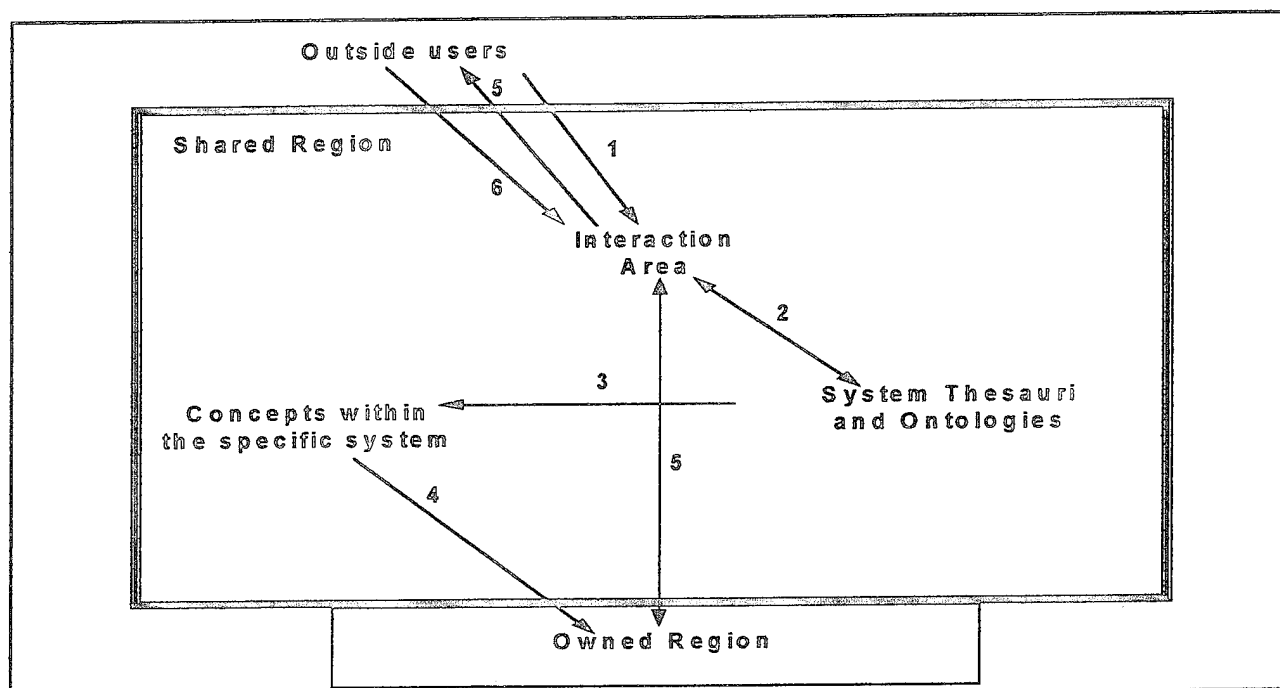 Outside users
5
Shared Region
1
6
Interaction
Area
2
3
System Thesauri
and Ontologies
Concepts within
the specific system
5
4
Owned Region